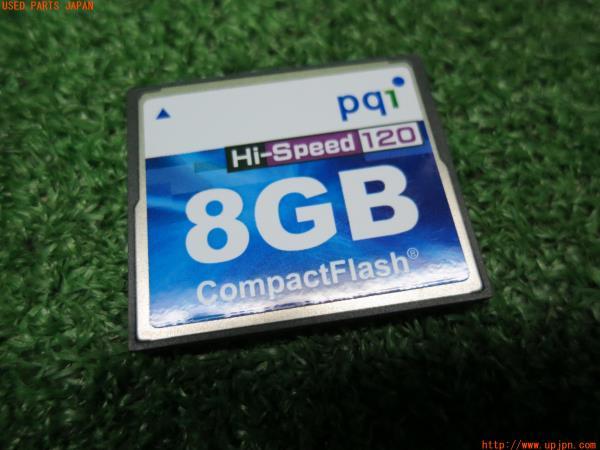 USED PARTS JAPAN
pqi
Hi-Speed 120
8GB
CompactFlash®
http://www.upjpn.com/